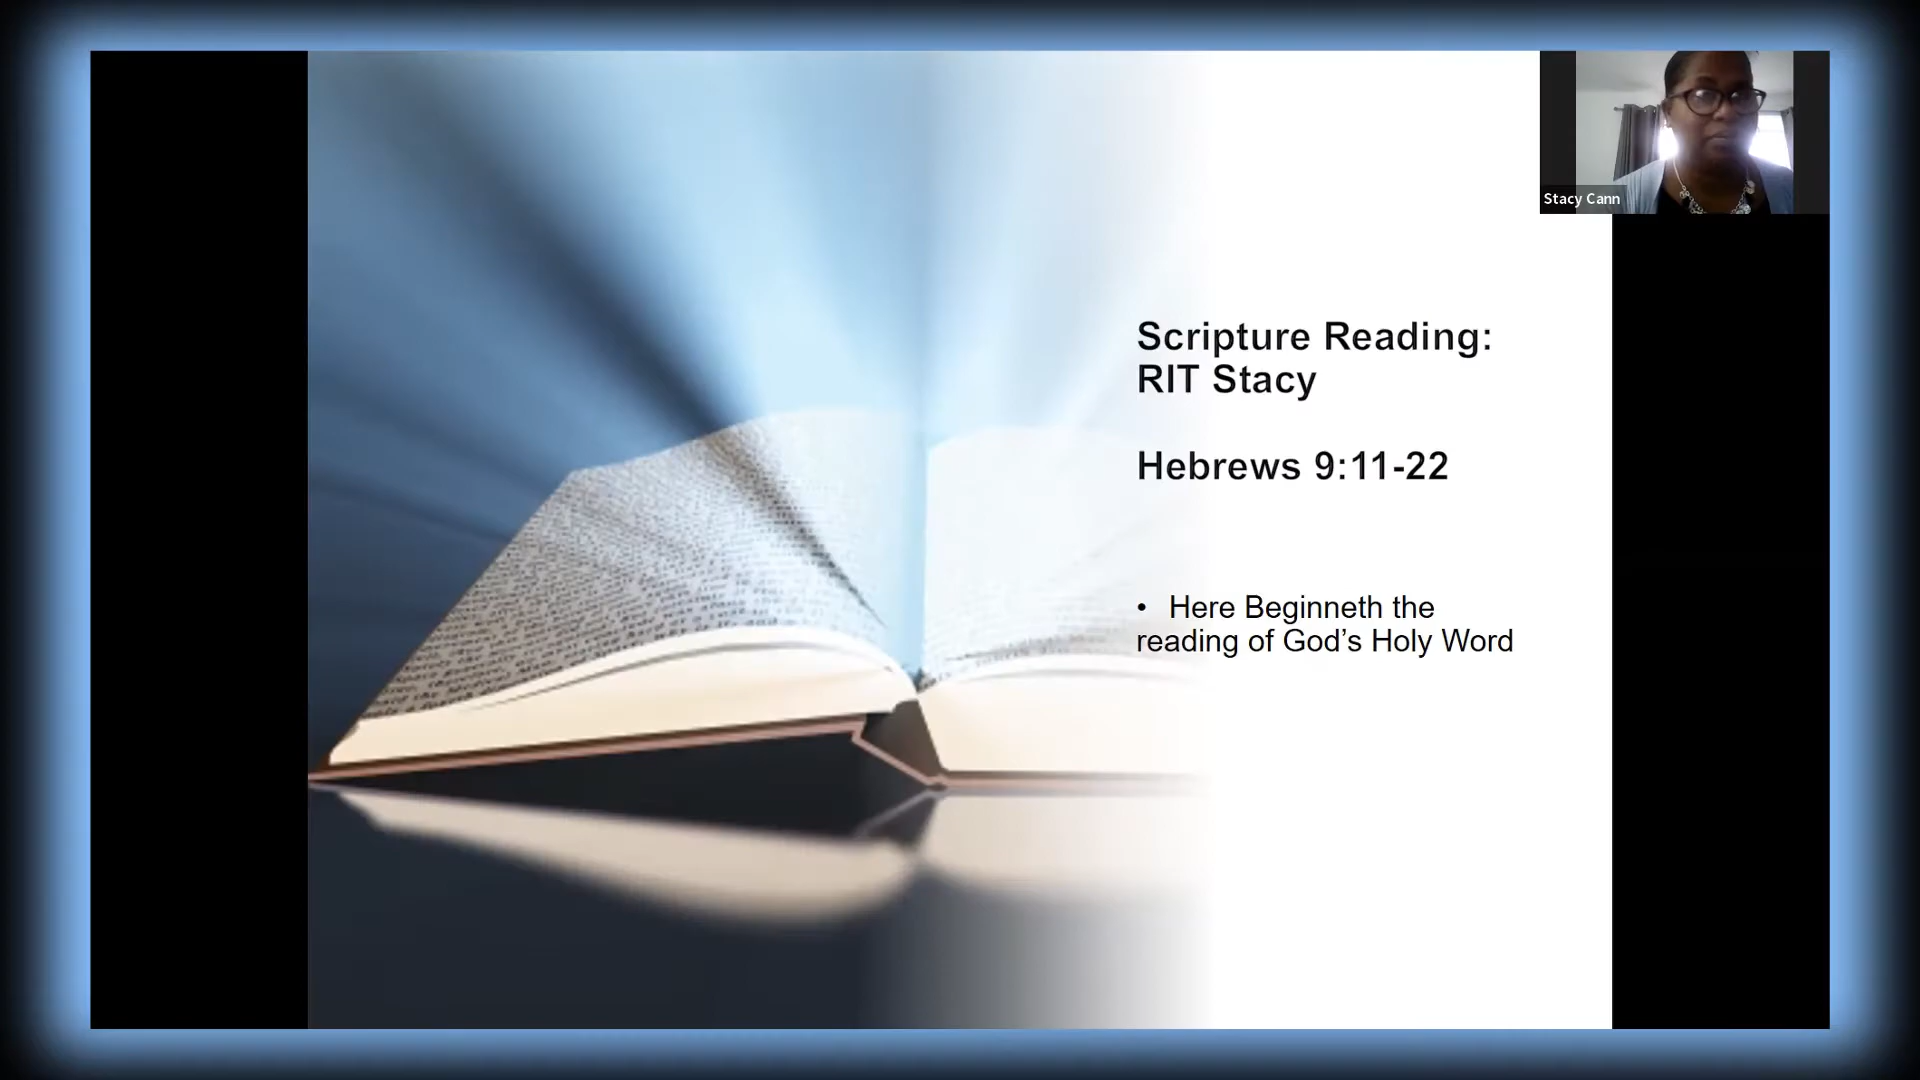 Stacy Cann
Scripture Reading:
RIT Stacy
Hebrews 9:11-22
• Here Beginneth the
reading of God’s Holy Word